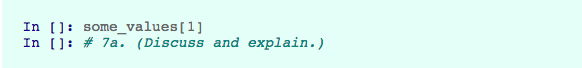 In []: some_values[1]
In []: # 7a. (Discuss and explain.)